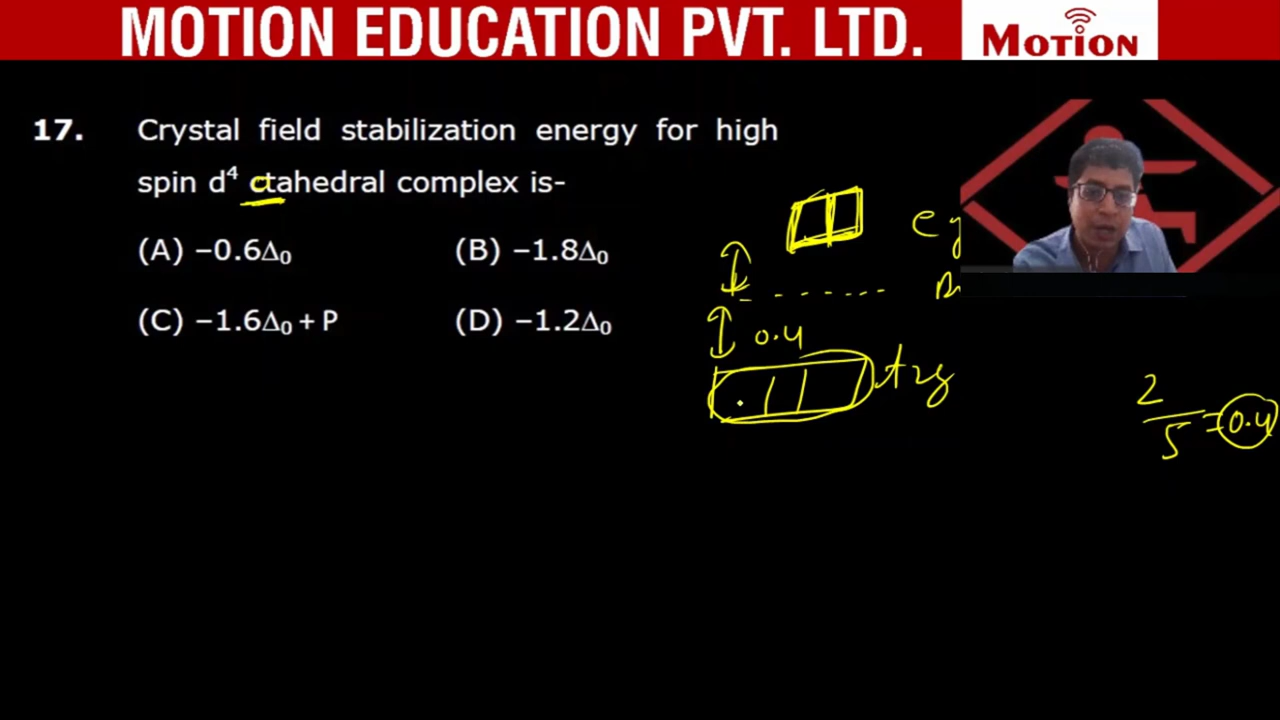 MOTION EDUCATION PVT. LTD.
MOTION
17. Crystal field stabilization energy for high
spin d⁴ ctahedral complex is-
(A) −0.6Δ₀ (B) −1.8Δ₀
(C) −1.6Δ₀ + P (D) −1.2Δ₀
eg
0.4
t2g
2/5 = 0.4